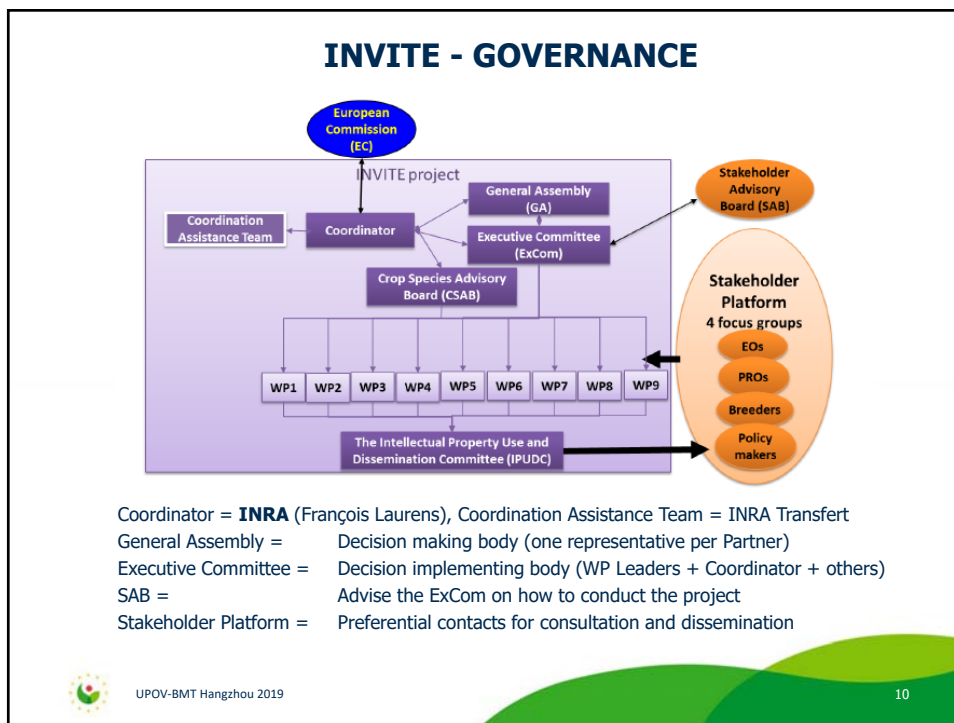 INVITE - GOVERNANCE
European
Commission
(EC)
INVITE project
General Assembly
(GA)
Stakeholder
Advisory
Board (SAB)
Coordination
Assistance Team
Coordinator
Executive Committee
(ExCom)
Crop Species Advisory
Board (CSAB)
Stakeholder
Platform
4 focus groups
EOs
PROs
Breeders
Policy
makers
WP1 WP2 WP3 WP4 WP5 WP6 WP7 WP8 WP9
The Intellectual Property Use and
Dissemination Committee (IPUDC)
Coordinator = INRA (François Laurens), Coordination Assistance Team = INRA Transfert
General Assembly = Decision making body (one representative per Partner)
Executive Committee = Decision implementing body (WP Leaders + Coordinator + others)
SAB = Advise the ExCom on how to conduct the project
Stakeholder Platform = Preferential contacts for consultation and dissemination
UPOV-BMT Hangzhou 2019
10